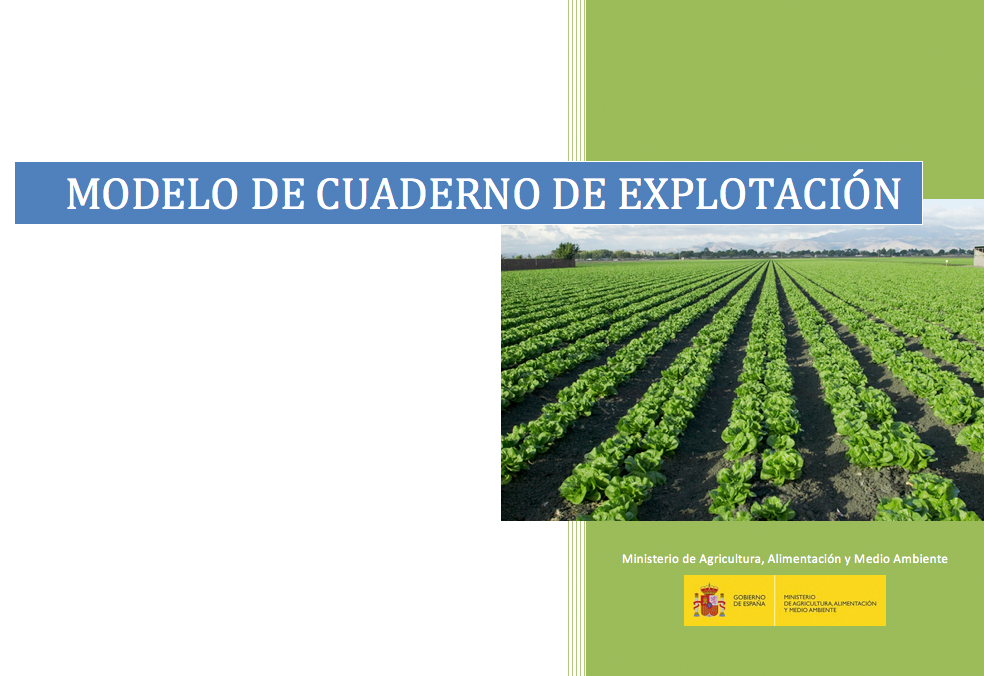 MODELO DE CUADERNO DE EXPLOTACIÓN
Ministerio de Agricultura, Alimentación y Medio Ambiente
GOBIERNO
DE ESPAÑA
MINISTERIO
DE AGRICULTURA, ALIMENTACIÓN
Y MEDIO AMBIENTE